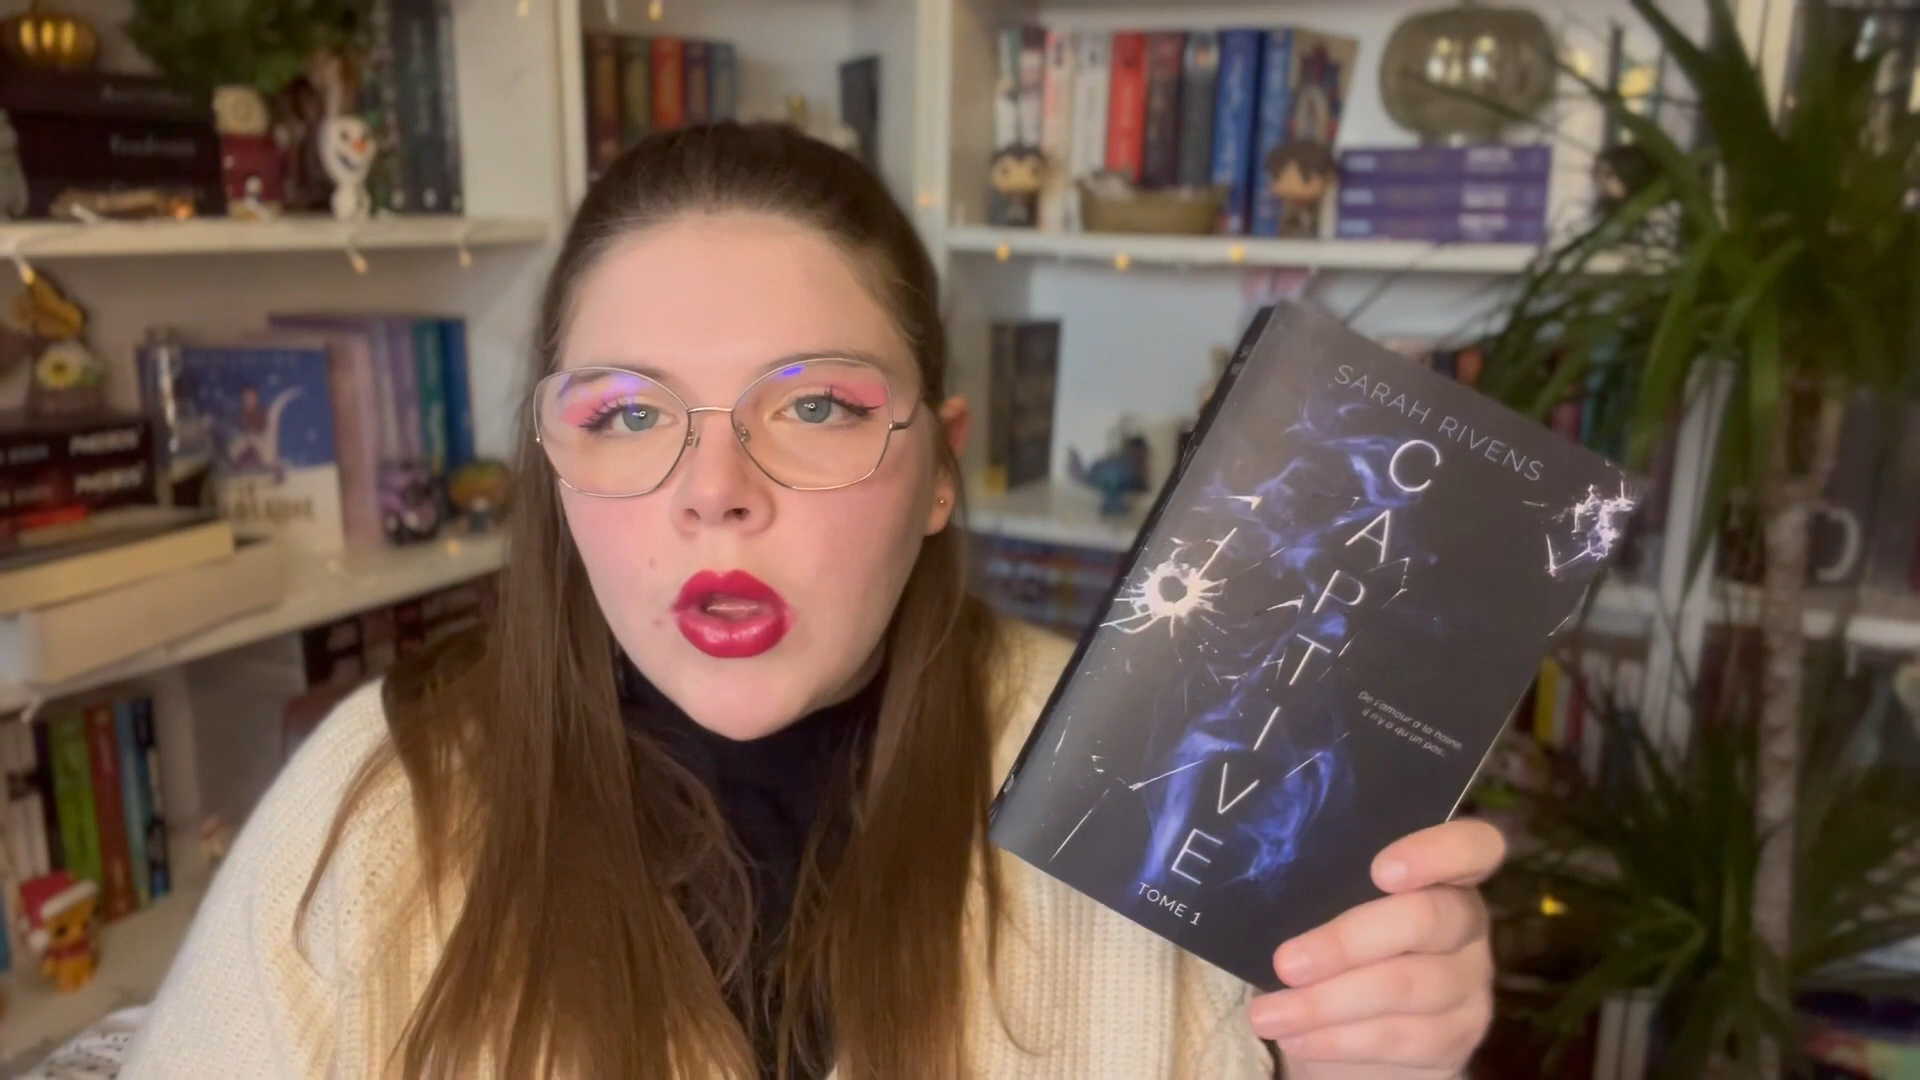 SARAH RIVENS
CAPTIVE
De l'amour à la haine,
il n'y a qu'un pas...
TOME 1